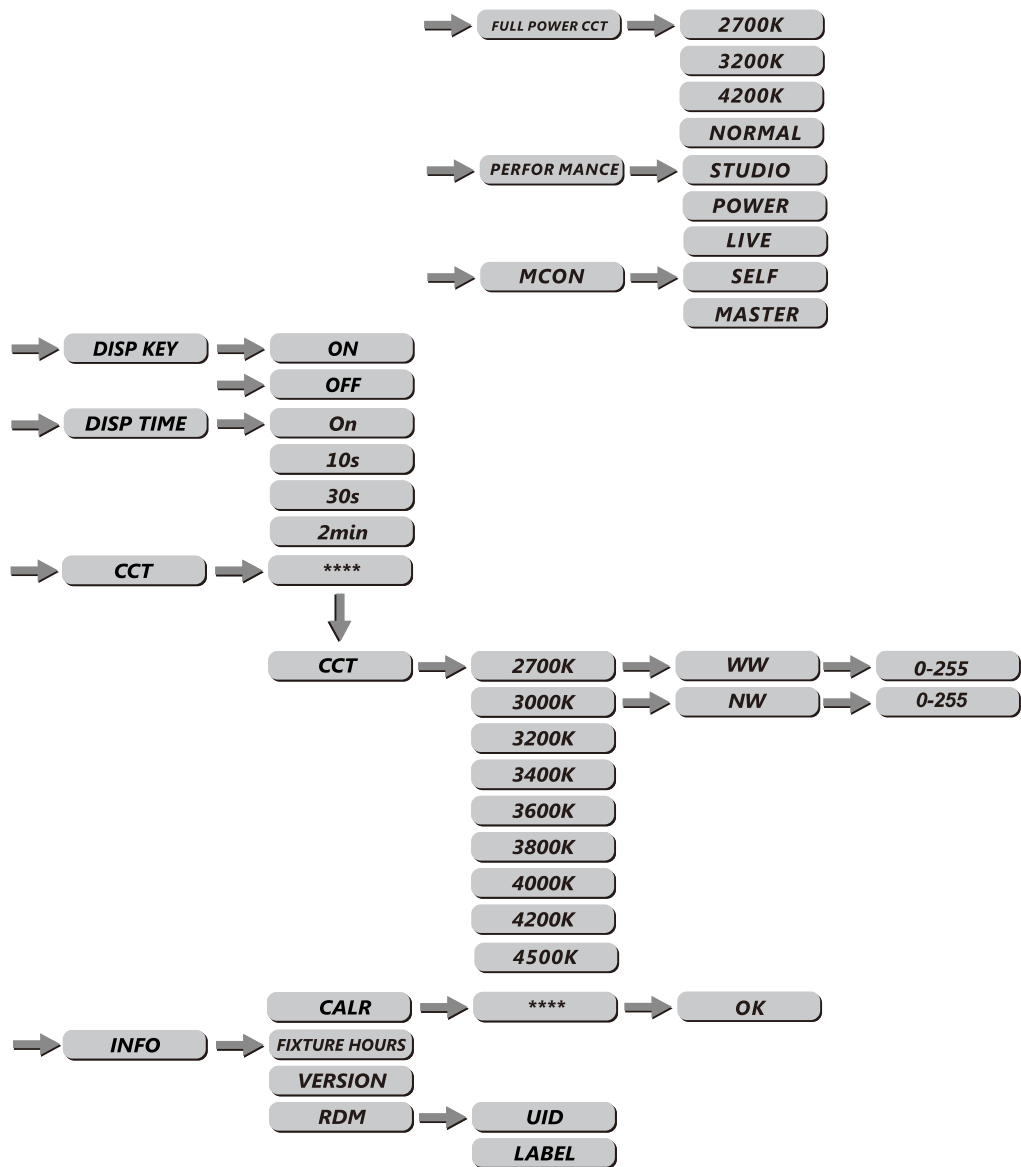 FULL POWER CCT 2700K
3200K
4200K
NORMAL
PERFOR MANCE STUDIO
POWER
LIVE
MCON SELF
MASTER
DISP KEY ON
OFF
DISP TIME On
10s
30s
2min
CCT ****
CCT 2700K WW 0-255
3000K NW 0-255
3200K
3400K
3600K
3800K
4000K
4200K
4500K
CALR **** OK
INFO FIXTURE HOURS
VERSION
RDM UID
LABEL